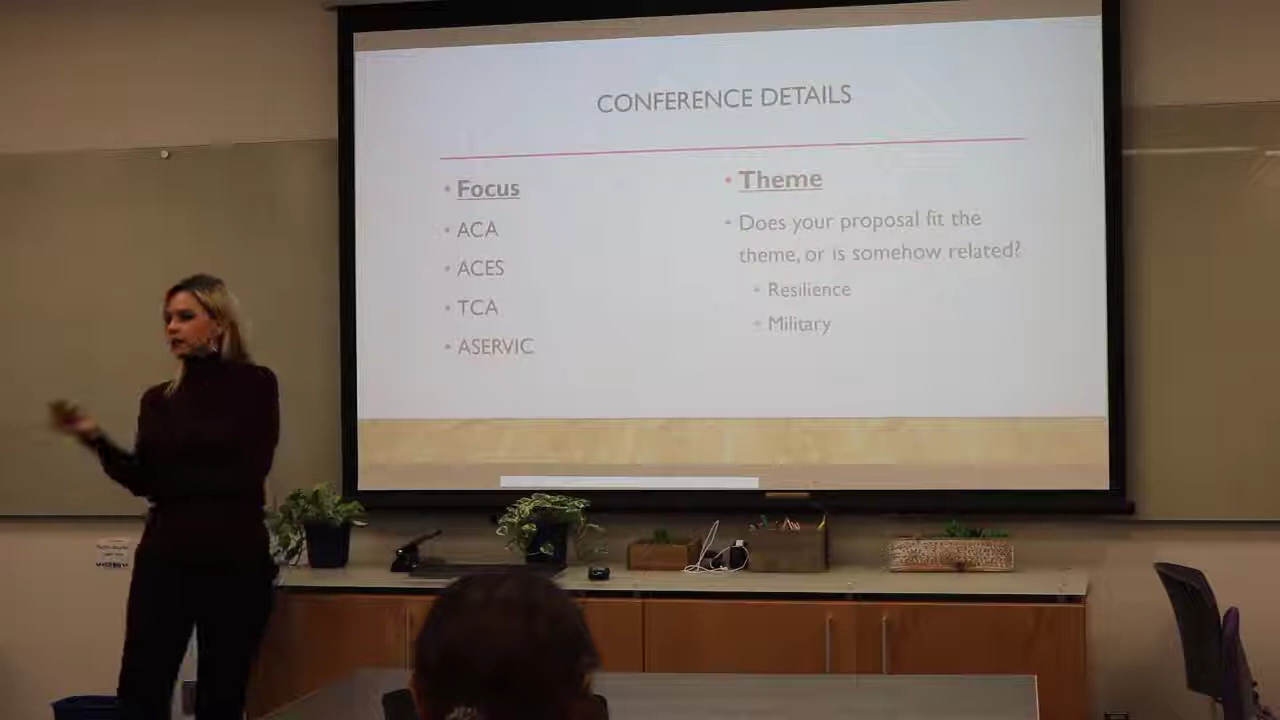 CONFERENCE DETAILS
• Focus
• ACA
• ACES
• TCA
• ASERVIC
• Theme
• Does your proposal fit the
theme, or is somehow related?
• Resilience
• Military